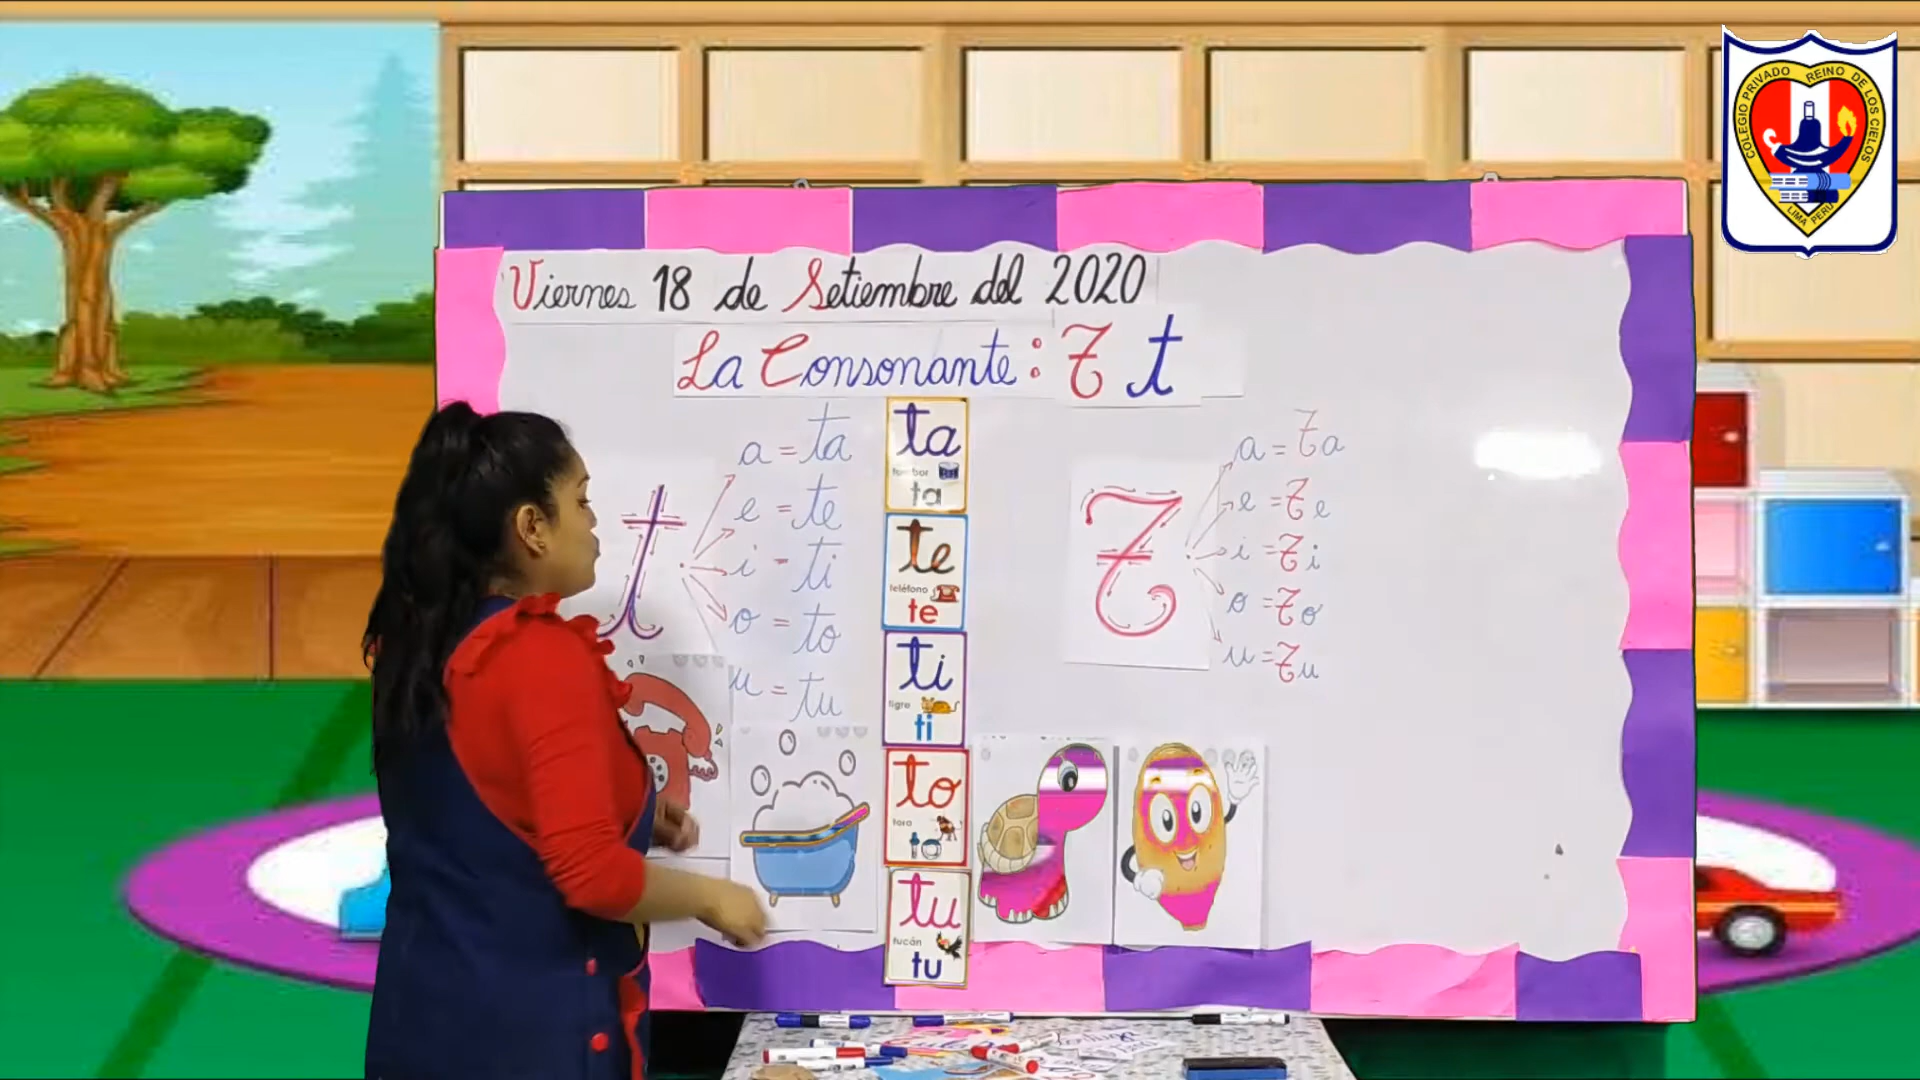 COLEGIO PRIVADO REINO DE LOS CIELOS
LIMA PERU
Viernes 18 de Setiembre del 2020
La Consonante: T t
t
a = ta
e = te
i - ti
o = to
u = tu
ta
tambor
ta
te
teléfono
te
ti
tigre
ti
to
toro
to
tu
tucán
tu
T
a = Ta
e = Te
i = Ti
o = To
u = Tu